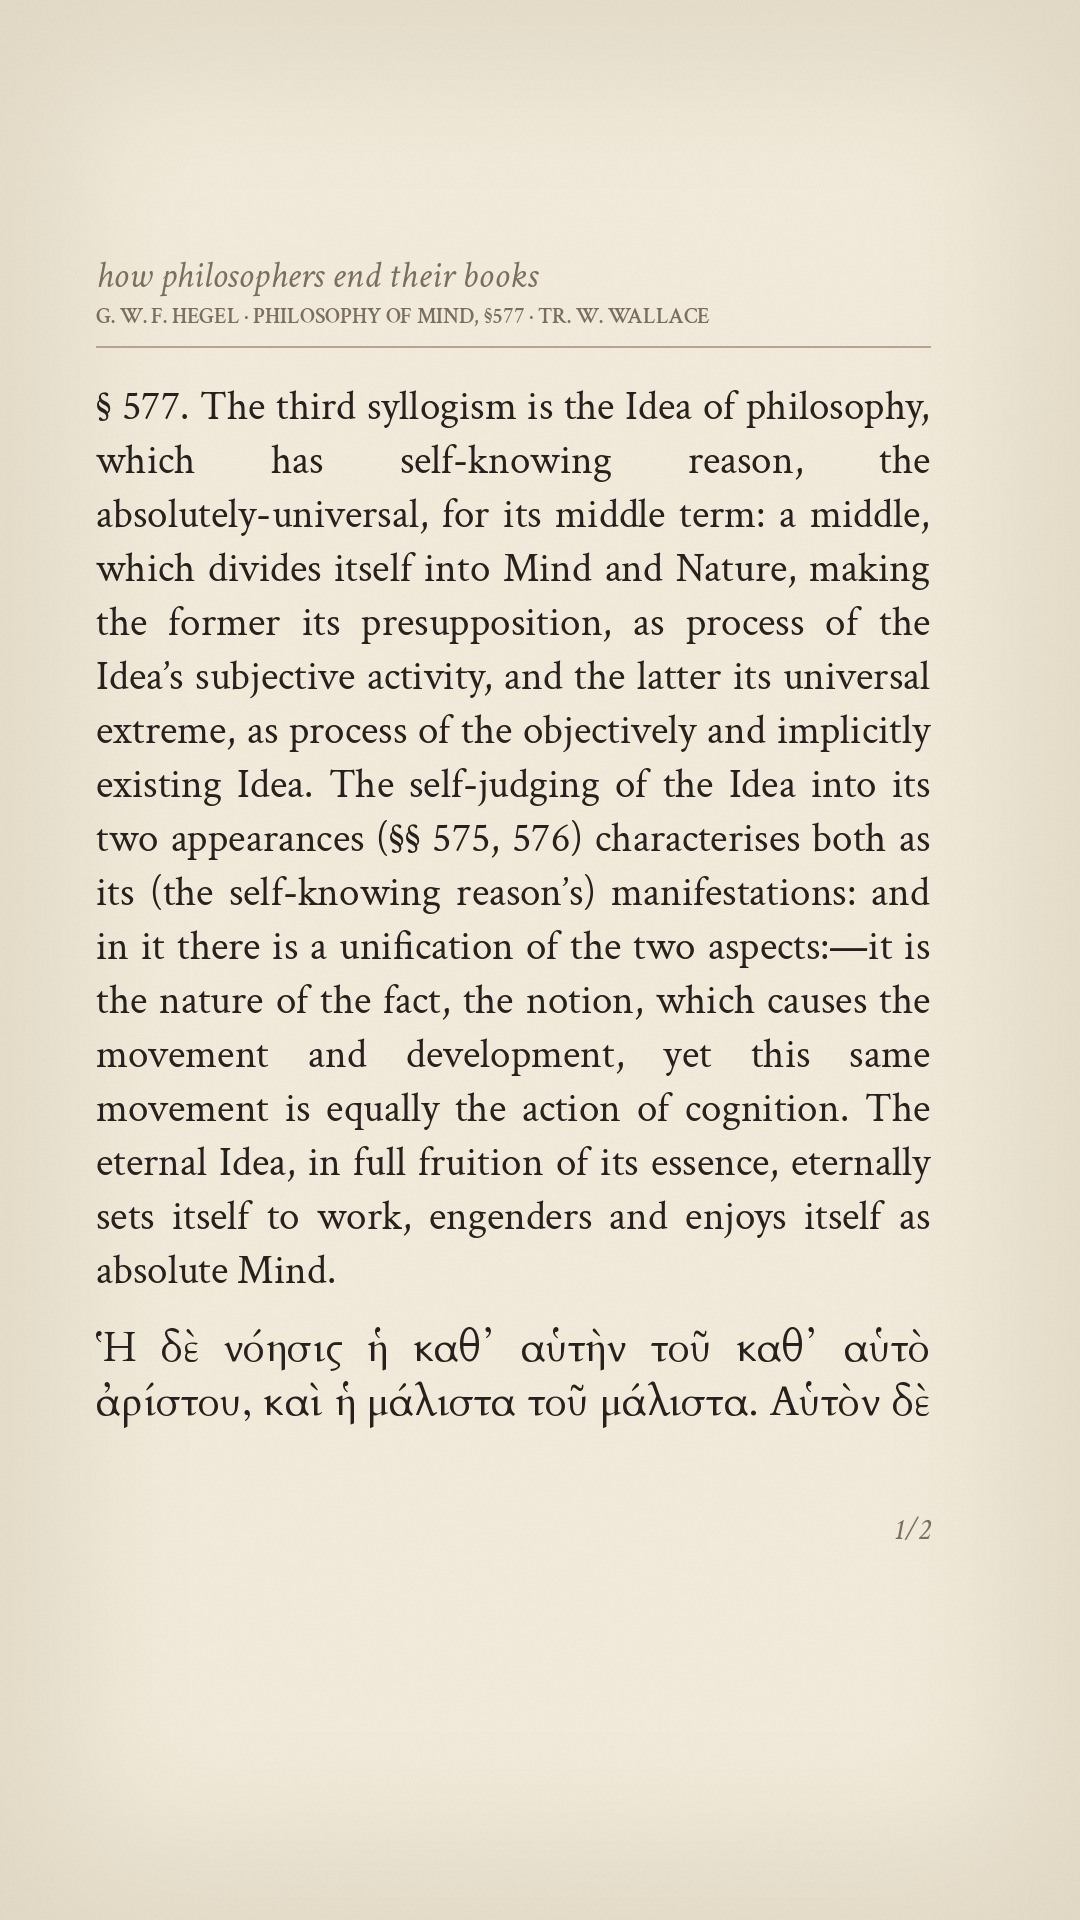 how philosophers end their books
G. W. F. HEGEL · PHILOSOPHY OF MIND, §577 · TR. W. WALLACE
§ 577. The third syllogism is the Idea of philosophy,
which has self-knowing reason, the
absolutely-universal, for its middle term: a middle,
which divides itself into Mind and Nature, making
the former its presupposition, as process of the
Idea’s subjective activity, and the latter its universal
extreme, as process of the objectively and implicitly
existing Idea. The self-judging of the Idea into its
two appearances (§§ 575, 576) characterises both as
its (the self-knowing reason’s) manifestations: and
in it there is a unification of the two aspects:—it is
the nature of the fact, the notion, which causes the
movement and development, yet this same
movement is equally the action of cognition. The
eternal Idea, in full fruition of its essence, eternally
sets itself to work, engenders and enjoys itself as
absolute Mind.
Ἡ δὲ νόησις ἡ καθ’ αὑτὴν τοῦ καθ’ αὑτὸ
ἀρίστου, καὶ ἡ μάλιστα τοῦ μάλιστα. Αὑτὸν δὲ
1/2